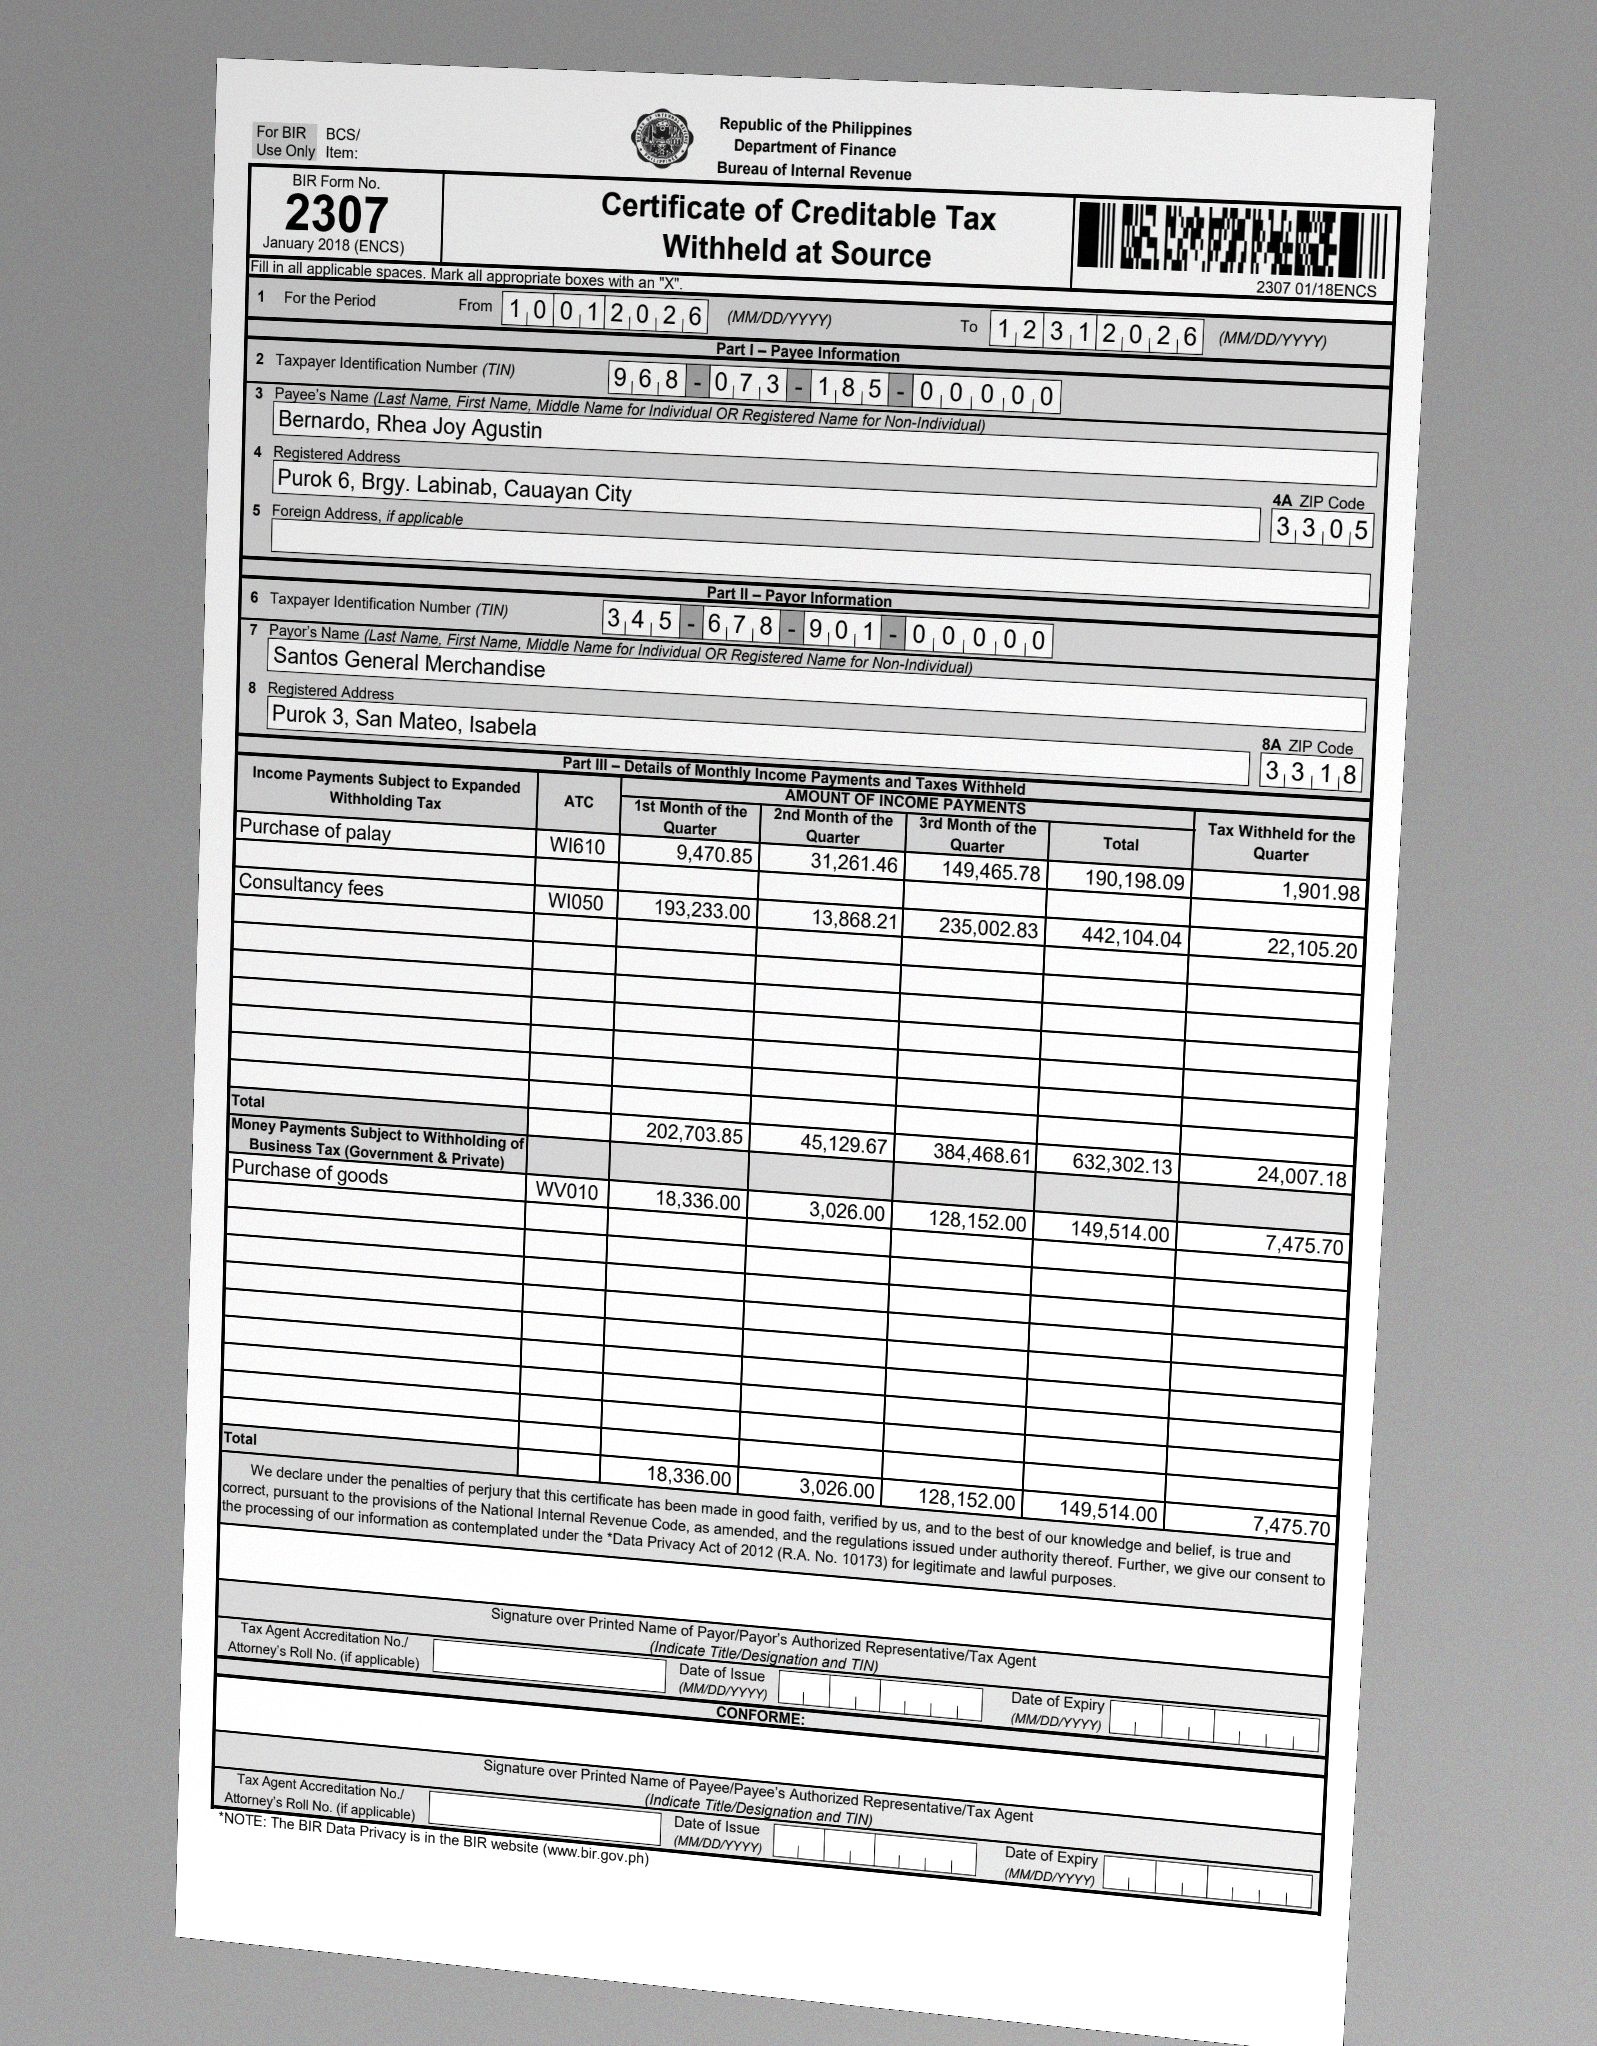 For BIR Use Only
BCS/ Item:
Republic of the Philippines
Department of Finance
Bureau of Internal Revenue
BIR Form No.
2307
January 2018 (ENCS)
Certificate of Creditable Tax
Withheld at Source
2307 01/18ENCS
Fill in all applicable spaces. Mark all appropriate boxes with an "X".
1 For the Period From 10012026 (MM/DD/YYYY) To 12312026 (MM/DD/YYYY)
Part I – Payee Information
2 Taxpayer Identification Number (TIN) 968 - 073 - 185 - 00000
3 Payee's Name (Last Name, First Name, Middle Name for Individual OR Registered Name for Non-Individual)
Bernardo, Rhea Joy Agustin
4 Registered Address
4A ZIP Code
Purok 6, Brgy. Labinab, Cauayan City
3305
5 Foreign Address, if applicable
Part II – Payor Information
6 Taxpayer Identification Number (TIN) 345 - 678 - 901 - 00000
7 Payor's Name (Last Name, First Name, Middle Name for Individual OR Registered Name for Non-Individual)
Santos General Merchandise
8 Registered Address
8A ZIP Code
Purok 3, San Mateo, Isabela
3318
Part III – Details of Monthly Income Payments and Taxes Withheld
Income Payments Subject to Expanded Withholding Tax
ATC
AMOUNT OF INCOME PAYMENTS
1st Month of the Quarter
2nd Month of the Quarter
3rd Month of the Quarter
Total
Tax Withheld for the Quarter
Purchase of palay WI610 9,470.85 31,261.46 149,465.78 190,198.09 1,901.98
Consultancy fees WI050 193,233.00 13,868.21 235,002.83 442,104.04 22,105.20
Total 202,703.85 45,129.67 384,468.61 632,302.13 24,007.18
Money Payments Subject to Withholding of
Business Tax (Government & Private)
Purchase of goods WV010 18,336.00 3,026.00 128,152.00 149,514.00 7,475.70
Total 18,336.00 3,026.00 128,152.00 149,514.00 7,475.70
We declare under the penalties of perjury that this certificate has been made in good faith, verified by us, and to the best of our knowledge and belief, is true and
correct, pursuant to the provisions of the National Internal Revenue Code, as amended, and the regulations issued under authority thereof. Further, we give our consent to
the processing of our information as contemplated under the *Data Privacy Act of 2012 (R.A. No. 10173) for legitimate and lawful purposes.
Signature over Printed Name of Payor/Payor's Authorized Representative/Tax Agent
(Indicate Title/Designation and TIN)
Tax Agent Accreditation No./
Attorney's Roll No. (if applicable)
Date of Issue
(MM/DD/YYYY)
Date of Expiry
(MM/DD/YYYY)
CONFORME:
Signature over Printed Name of Payee/Payee's Authorized Representative/Tax Agent
(Indicate Title/Designation and TIN)
Tax Agent Accreditation No./
Attorney's Roll No. (if applicable)
Date of Issue
(MM/DD/YYYY)
Date of Expiry
(MM/DD/YYYY)
*NOTE: The BIR Data Privacy is in the BIR website (www.bir.gov.ph)